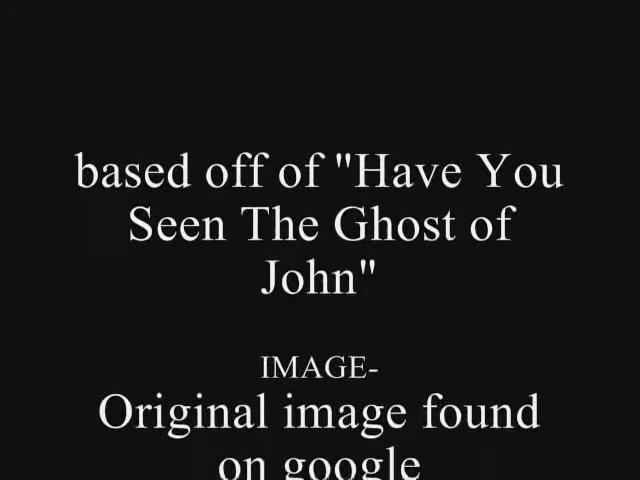 based off of "Have You
Seen The Ghost of
John"
IMAGE-
Original image found
on google